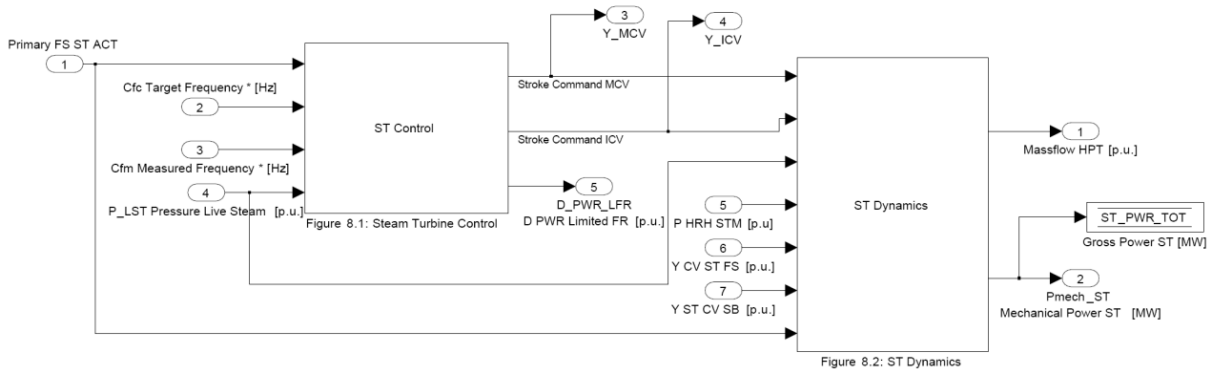 Primary FS ST ACT
1
Cfc Target Frequency * [Hz]
2
3
Cfm Measured Frequency * [Hz]
4
P_LST Pressure Live Steam [p.u.]
ST Control
Figure 8.1: Steam Turbine Control
3
Y_MCV
4
Y_ICV
Stroke Command MCV
Stroke Command ICV
5
D_PWR_LFR
D PWR Limited FR [p.u.]
5
P HRH STM [p.u]
6
Y CV ST FS [p.u.]
7
Y ST CV SB [p.u.]
ST Dynamics
Figure 8.2: ST Dynamics
1
Massflow HPT [p.u.]
ST_PWR_TOT
Gross Power ST [MW]
2
Pmech_ST
Mechanical Power ST [MW]